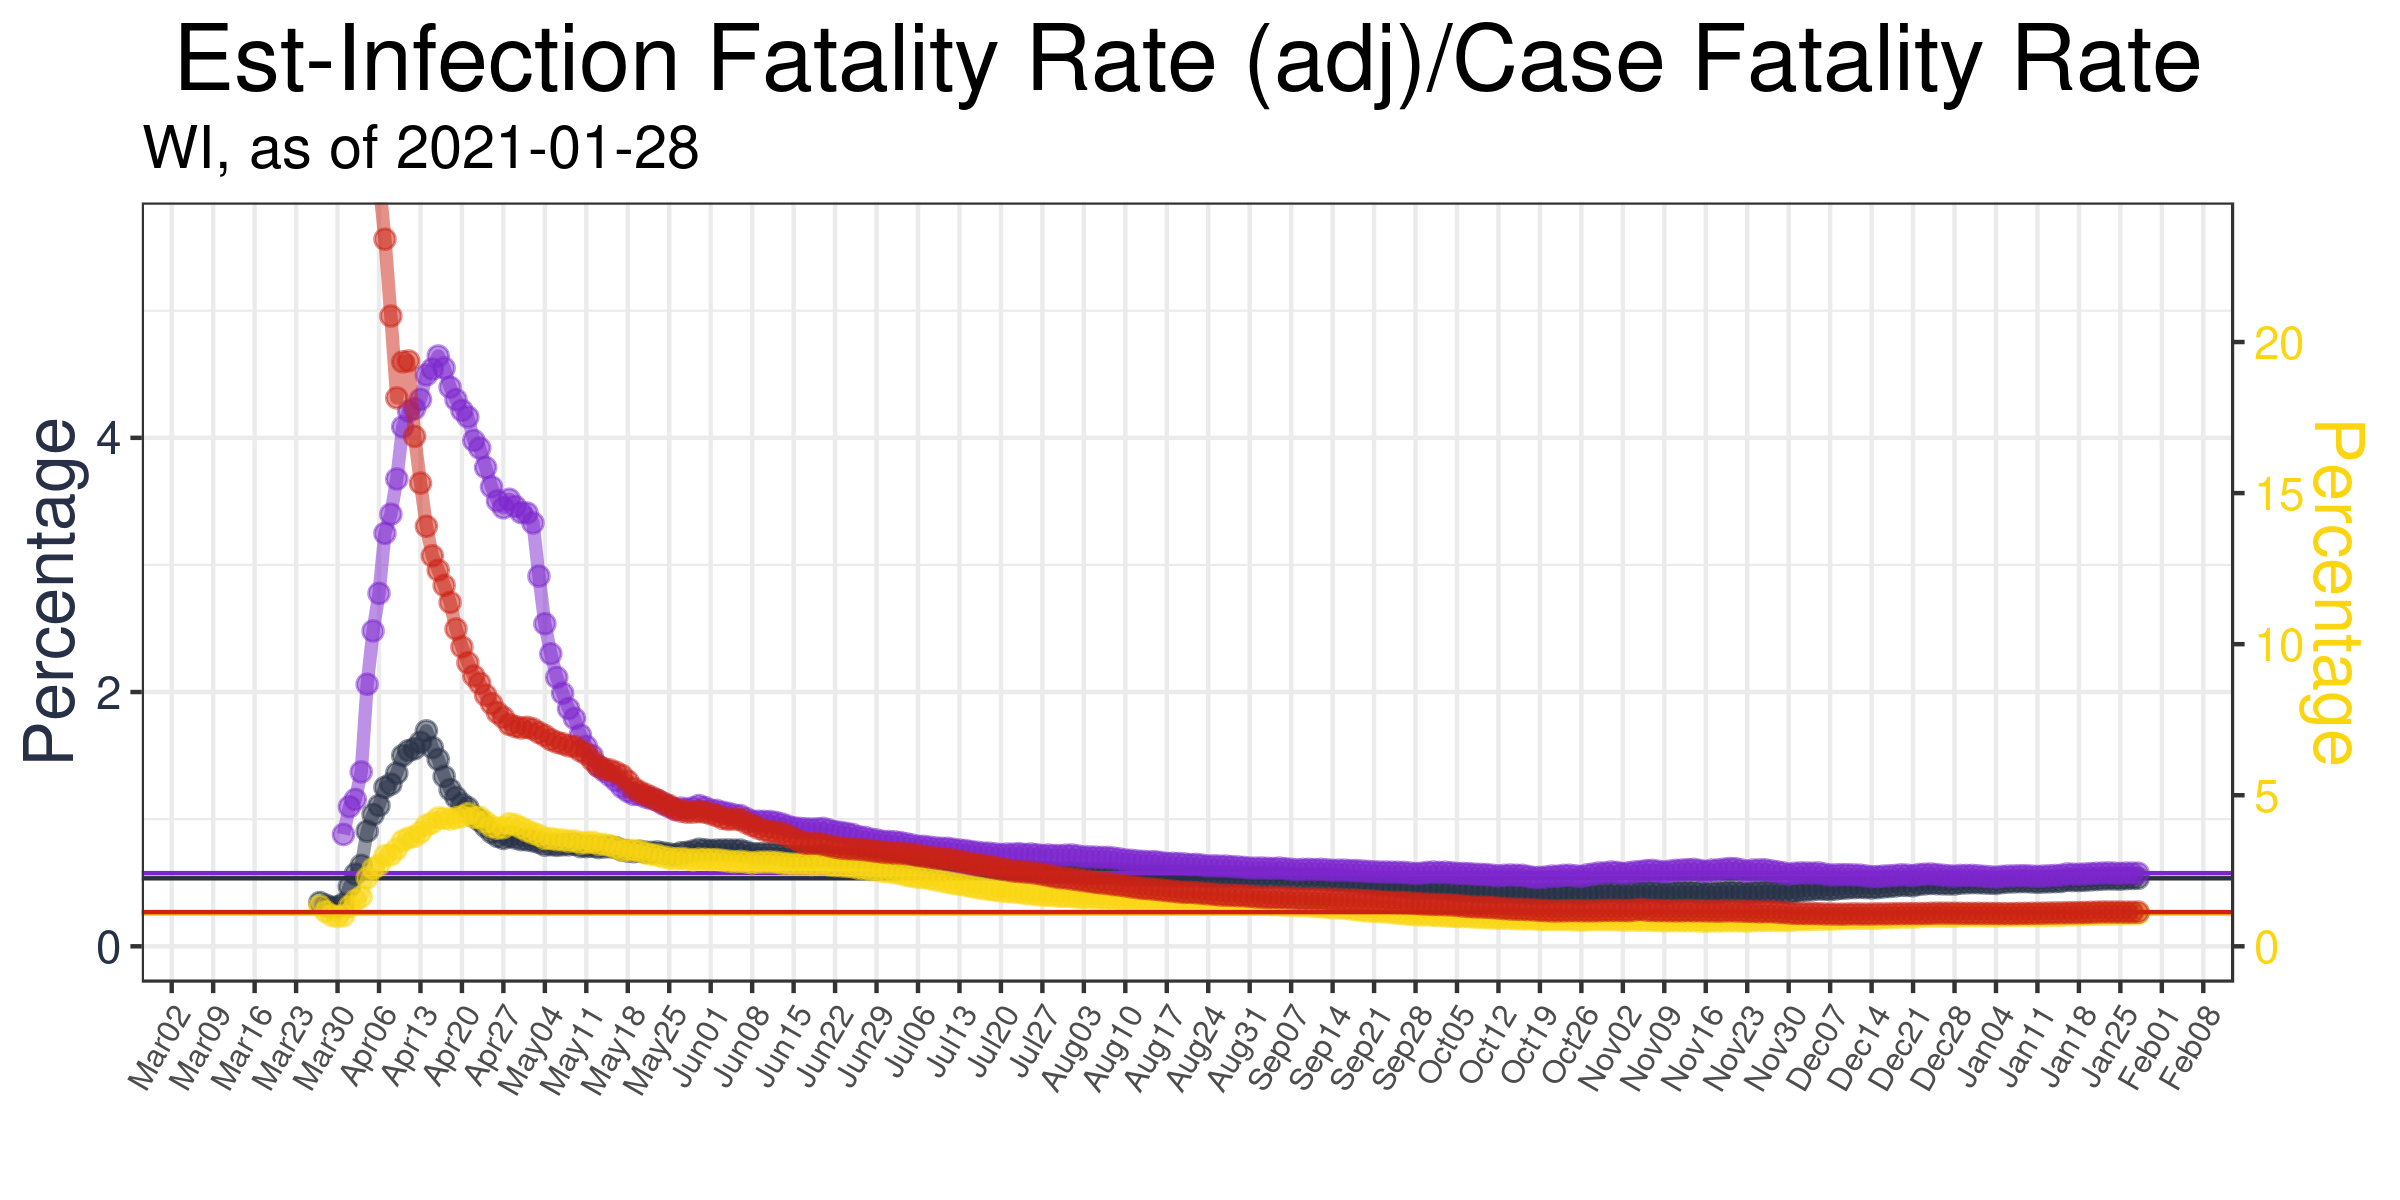 Est-Infection Fatality Rate (adj)/Case Fatality Rate
WI, as of 2021-01-28
Percentage
4
2
0
20
15
10
5
0
Percentage
Mar02 Mar09 Mar16 Mar23 Mar30 Apr06 Apr13 Apr20 Apr27 May04 May11 May18 May25 Jun01 Jun08 Jun15 Jun22 Jun29 Jul06 Jul13 Jul20 Jul27 Aug03 Aug10 Aug17 Aug24 Aug31 Sep07 Sep14 Sep21 Sep28 Oct05 Oct12 Oct19 Oct26 Nov02 Nov09 Nov16 Nov23 Nov30 Dec07 Dec14 Dec21 Dec28 Jan04 Jan11 Jan18 Jan25 Feb01 Feb08